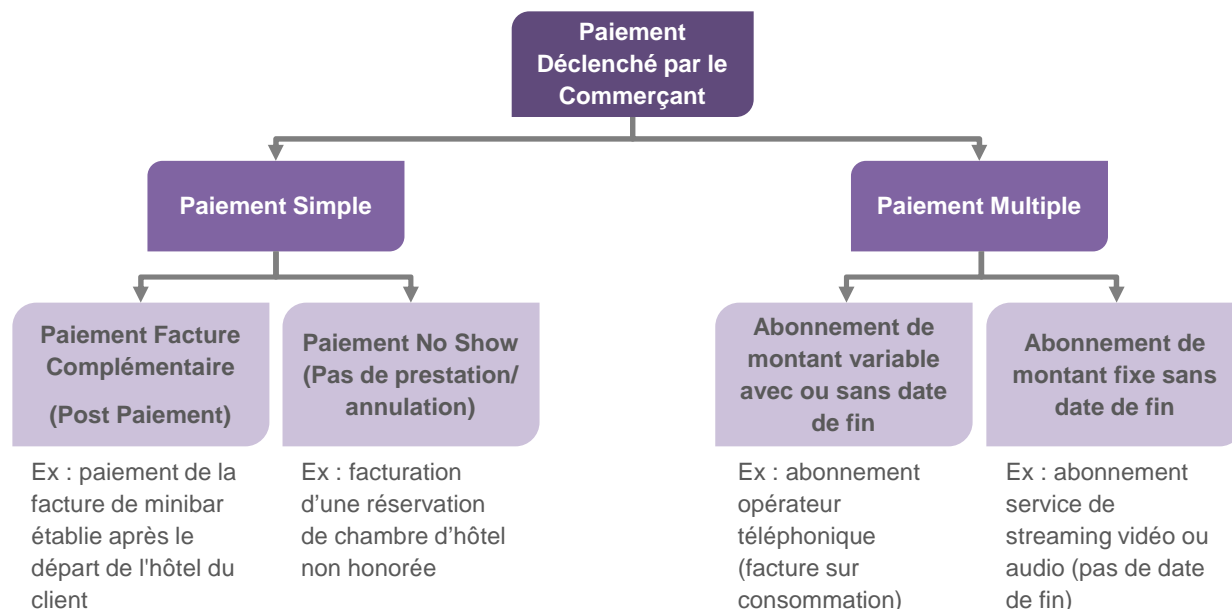 Paiement
Déclenché par le
Commerçant
Paiement Simple
Paiement Multiple
Paiement Facture
Complémentaire
(Post Paiement)
Paiement No Show
(Pas de prestation/
annulation)
Abonnement de
montant variable
avec ou sans date
de fin
Abonnement de
montant fixe sans
date de fin
Ex : paiement de la
facture de minibar
établie après le
départ de l'hôtel du
client
Ex : facturation
d’une réservation
de chambre d’hôtel
non honorée
Ex : abonnement
opérateur
téléphonique
(facture sur
consommation)
Ex : abonnement
service de
streaming vidéo ou
audio (pas de date
de fin)